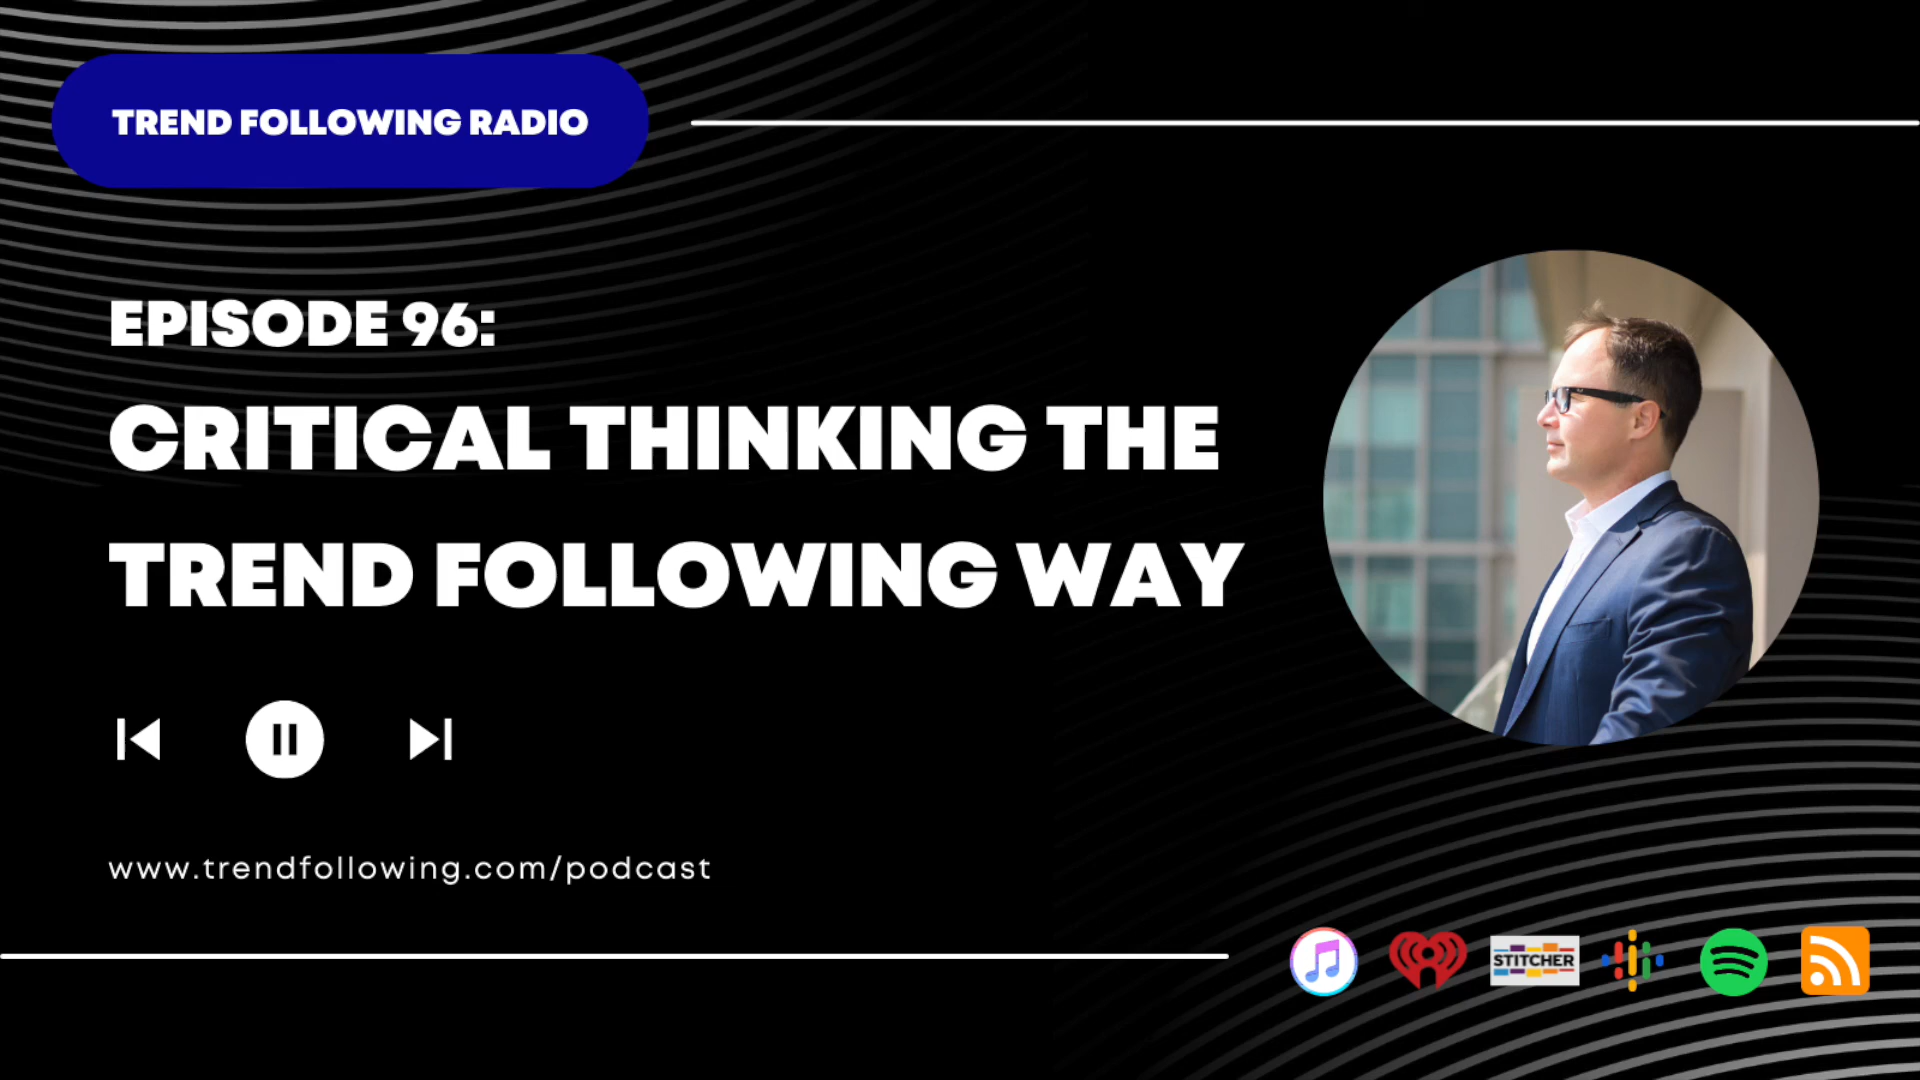 TREND FOLLOWING RADIO
EPISODE 96:
CRITICAL THINKING THE
TREND FOLLOWING WAY
www.trendfollowing.com/podcast
STITCHER